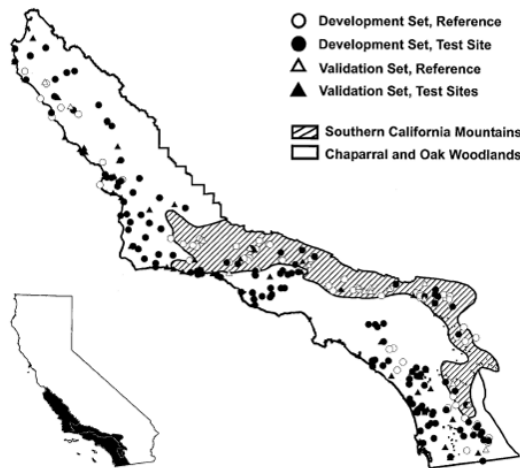 Development Set, Reference
Development Set, Test Site
Validation Set, Reference
Validation Set, Test Sites
Southern California Mountains
Chaparral and Oak Woodlands